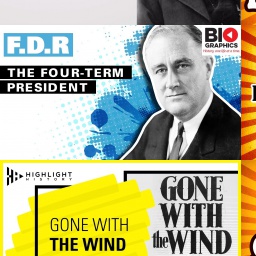 F.D.R
THE FOUR-TERM
PRESIDENT
BIO
GRAPHICS
HIGHLIGHT
HISTORY
GONE WITH
THE WIND
GONE
WITH
the WIND